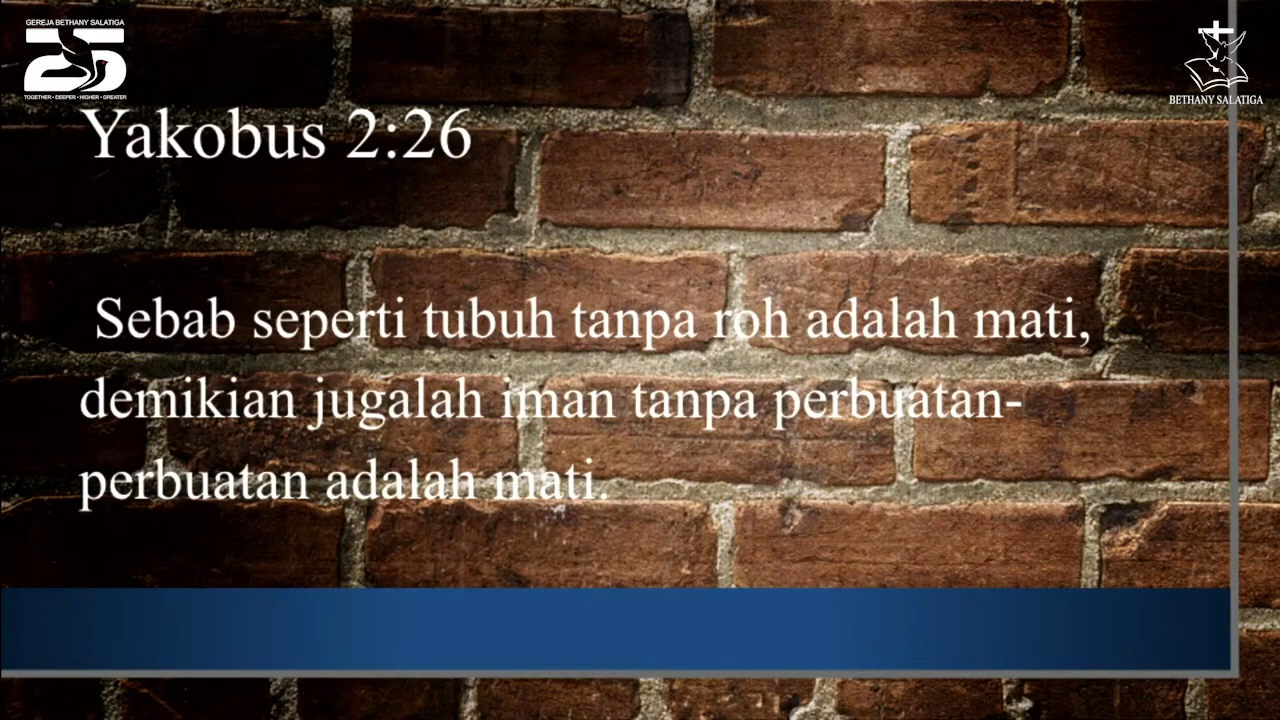 GEREJA BETHANY SALATIGA
25
TOGETHER • DEEPER • HIGHER • GREATER
BETHANY SALATIGA
Yakobus 2:26
Sebab seperti tubuh tanpa roh adalah mati,
demikian jugalah iman tanpa perbuatan-
perbuatan adalah mati.